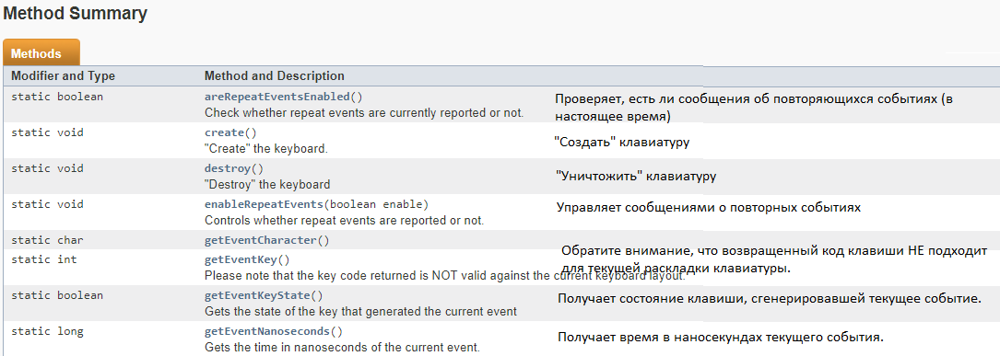 Method Summary
Methods
Modifier and Type Method and Description
static boolean areRepeatEventsEnabled()
Check whether repeat events are currently reported or not.
Проверяет, есть ли сообщения об повторяющихся событиях (в
настоящее время)
static void create()
"Create" the keyboard.
"Создать" клавиатуру
static void destroy()
"Destroy" the keyboard
"Уничтожить" клавиатуру
static void enableRepeatEvents(boolean enable)
Controls whether repeat events are reported or not.
Управляет сообщениями о повторных событиях
static char getEventCharacter()
static int getEventKey()
Please note that the key code returned is NOT valid against the current keyboard layout.
Обратите внимание, что возвращенный код клавиши НЕ подходит
для текущей раскладки клавиатуры.
static boolean getEventKeyState()
Gets the state of the key that generated the current event
Получает состояние клавиши, сгенерировавшей текущее событие.
static long getEventNanoseconds()
Gets the time in nanoseconds of the current event.
Получает время в наносекундах текущего события.